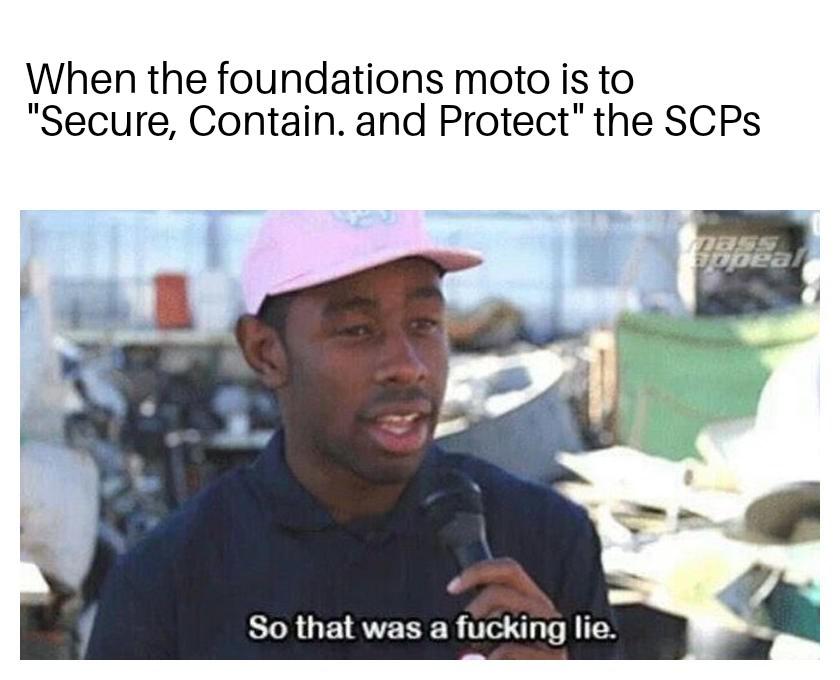 When the foundations moto is to
"Secure, Contain. and Protect" the SCPs
mass
appeal
So that was a fucking lie.